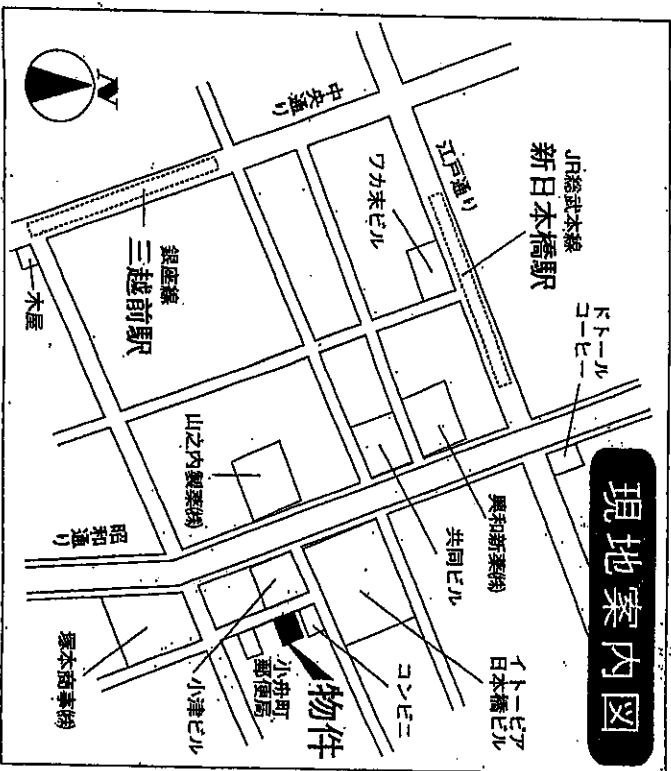 現地案内図
JR総武本線
新日本橋駅
ドトール
コーヒー
江戸通り
中央通り
ワカ末ビル
興和新薬㈱
共同ビル
イトーピア
日本橋ビル
銀座線
三越前駅
山之内製薬㈱
コンビニ
物件
小舟町
郵便局
小津ビル
昭和通り
塚本商事㈱
木屋
N